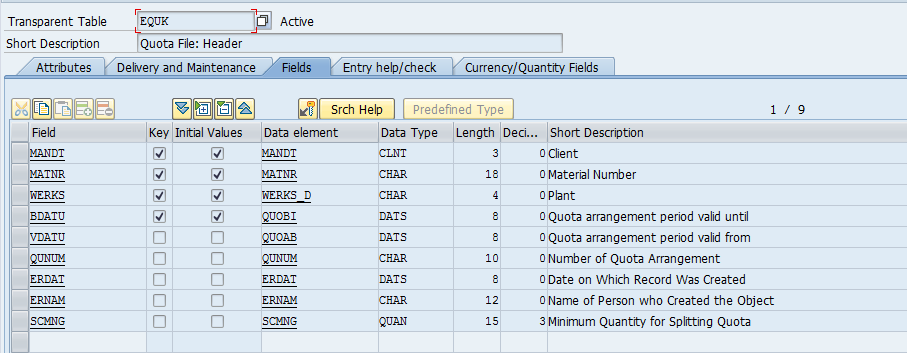 Transparent Table EQUK Active
Short Description Quota File: Header
Attributes Delivery and Maintenance Fields Entry help/check Currency/Quantity Fields
Srch Help Predefined Type 1 / 9
Field Key Initial Values Data element Data Type Length Deci... Short Description
MANDT MANDT CLNT 3 0 Client
MATNR MATNR CHAR 18 0 Material Number
WERKS WERKS_D CHAR 4 0 Plant
BDATU QUOBI DATS 8 0 Quota arrangement period valid until
VDATU QUOAB DATS 8 0 Quota arrangement period valid from
QUNUM QUNUM CHAR 10 0 Number of Quota Arrangement
ERDAT ERDAT DATS 8 0 Date on Which Record Was Created
ERNAM ERNAM CHAR 12 0 Name of Person who Created the Object
SCMNG SCMNG QUAN 15 3 Minimum Quantity for Splitting Quota